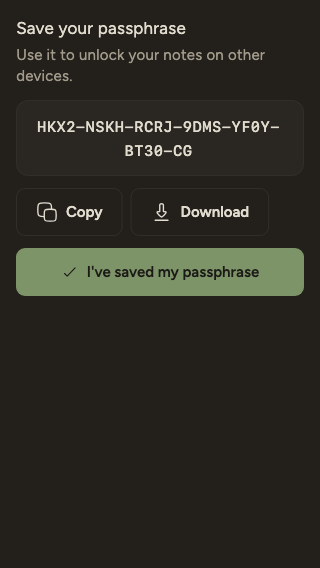 Save your passphrase
Use it to unlock your notes on other
devices.
HKX2–NSKH–RCRJ–9DMS–YF0Y–
BT30–CG
Copy
Download
I've saved my passphrase